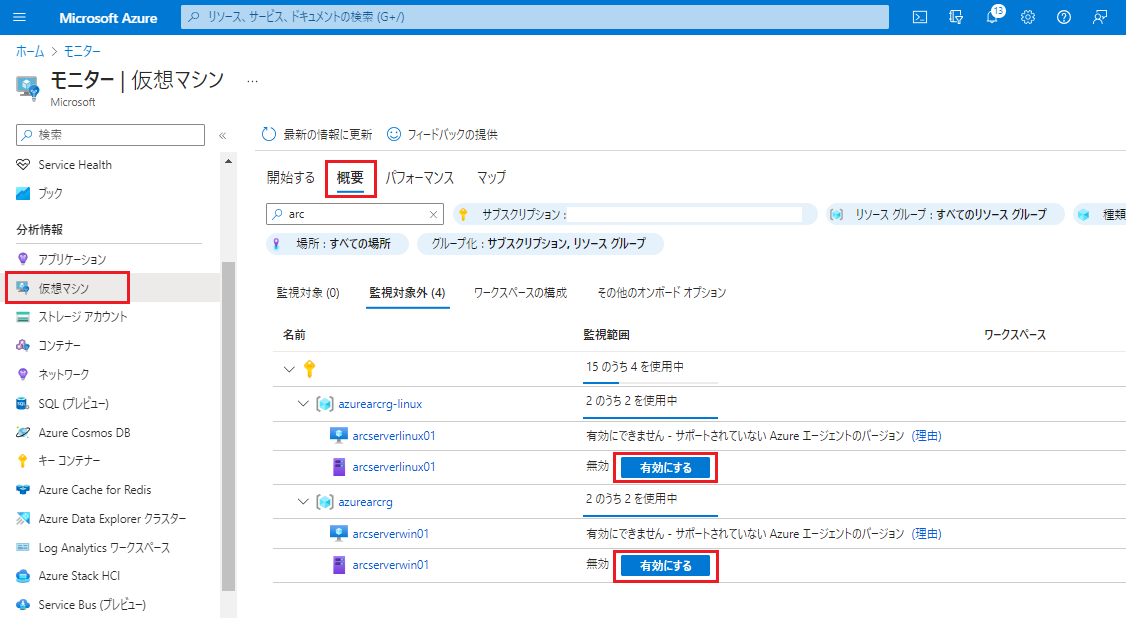 Microsoft Azure
リソース、サービス、ドキュメントの検索 (G+/)
13
ホーム > モニター
モニター | 仮想マシン ...
Microsoft
検索
«
最新の情報に更新
フィードバックの提供
Service Health
ブック
分析情報
アプリケーション
仮想マシン
ストレージ アカウント
コンテナー
ネットワーク
SQL (プレビュー)
Azure Cosmos DB
キー コンテナー
Azure Cache for Redis
Azure Data Explorer クラスター
Log Analytics ワークスペース
Azure Stack HCI
Service Bus (プレビュー)
開始する 概要 パフォーマンス マップ
arc
サブスクリプション :
リソース グループ : すべてのリソース グループ
種類
場所 : すべての場所
グループ化 : サブスクリプション, リソース グループ
監視対象 (0) 監視対象外 (4) ワークスペースの構成 その他のオンボード オプション
名前 監視範囲 ワークスペース
15 のうち 4 を使用中
azurearcrg-linux 2 のうち 2 を使用中
arcserverlinux01 有効にできません - サポートされていない Azure エージェントのバージョン (理由)
arcserverlinux01 無効 有効にする
azurearcrg 2 のうち 2 を使用中
arcserverwin01 有効にできません - サポートされていない Azure エージェントのバージョン (理由)
arcserverwin01 無効 有効にする